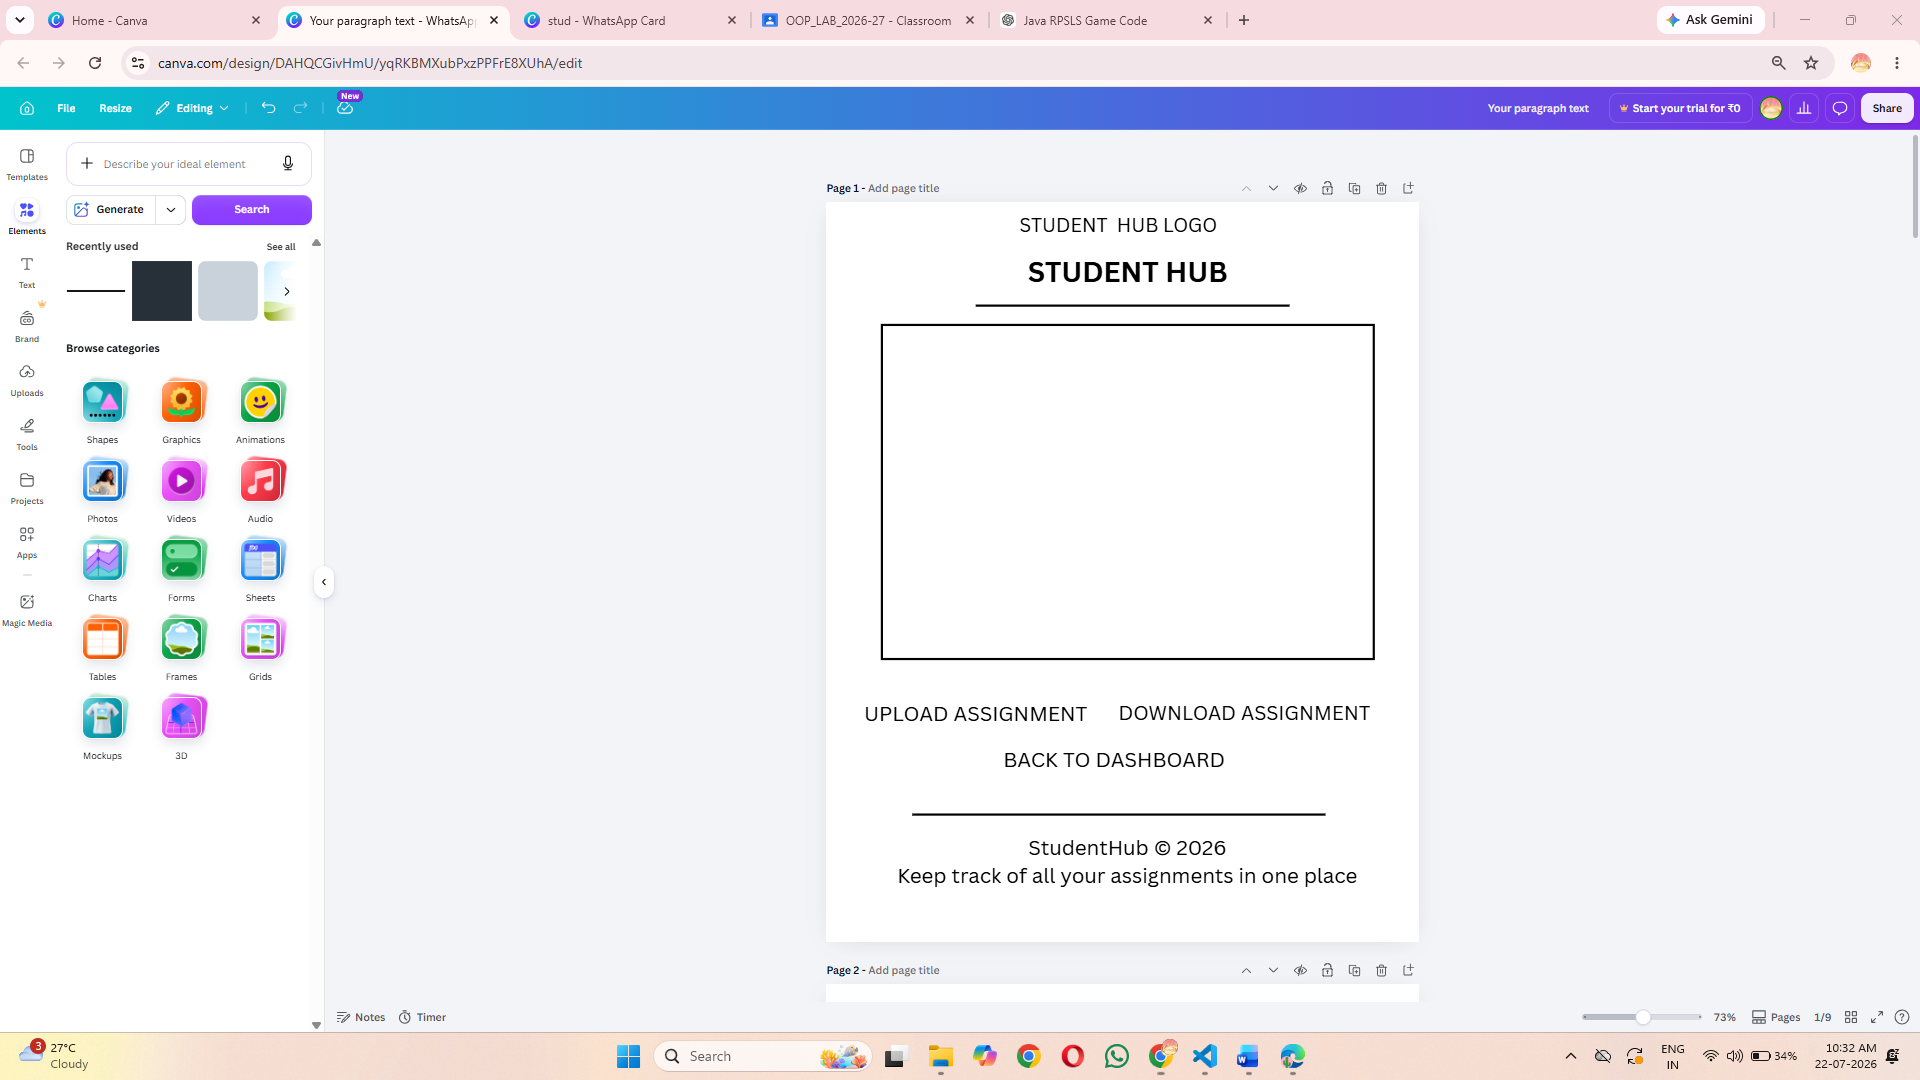 Home - Canva
Your paragraph text - WhatsApp
stud - WhatsApp Card
OOP_LAB_2026-27 - Classroom
Java RPSLS Game Code
Ask Gemini
canva.com/design/DAHQCGivHmU/yqRKBMXubPxzPPFrE8XUhA/edit
File
Resize
Editing
New
Your paragraph text
Start your trial for ₹0
Share
Templates
Elements
Text
Brand
Uploads
Tools
Projects
Apps
Magic Media
Describe your ideal element
Generate
Search
Recently used
See all
Browse categories
Shapes
Graphics
Animations
Photos
Videos
Audio
Charts
Forms
Sheets
Tables
Frames
Grids
Mockups
3D
Page 1 - Add page title
STUDENT HUB LOGO
STUDENT HUB
UPLOAD ASSIGNMENT
DOWNLOAD ASSIGNMENT
BACK TO DASHBOARD
StudentHub © 2026
Keep track of all your assignments in one place
Page 2 - Add page title
Notes
Timer
73%
Pages
1/9
3
27°C
Cloudy
Search
ENG
IN
34%
10:32 AM
22-07-2026